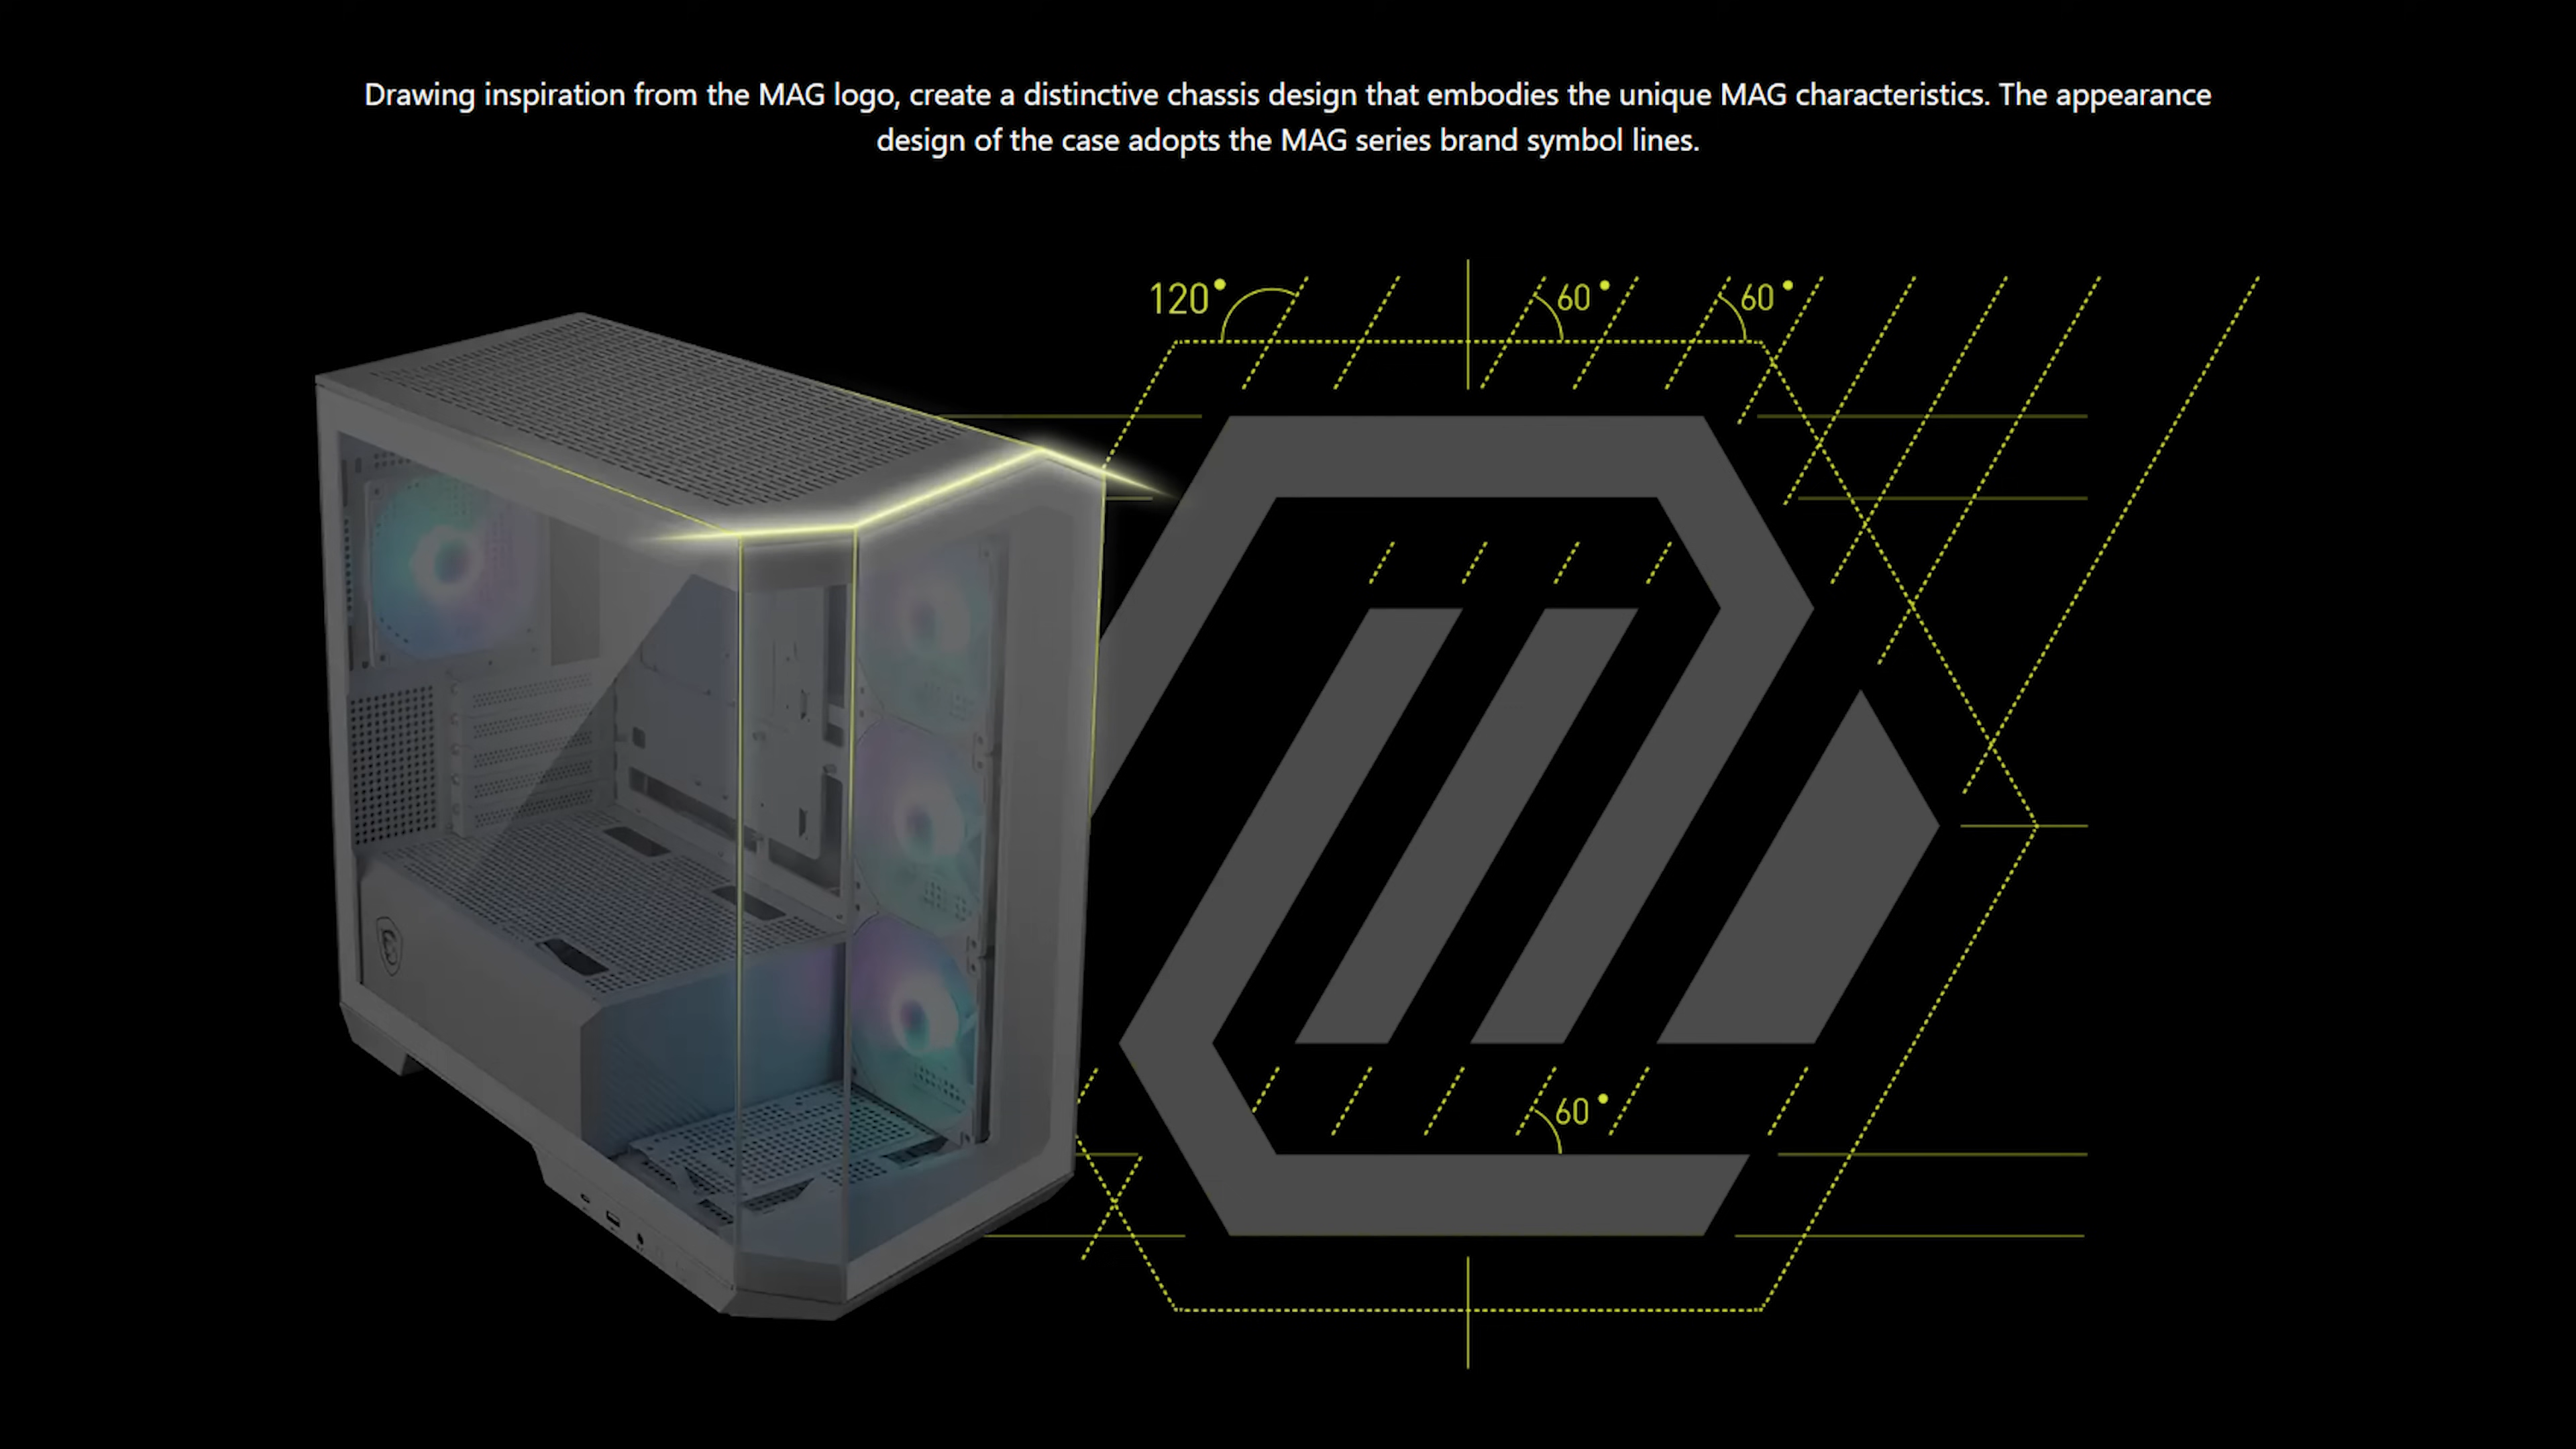 Drawing inspiration from the MAG logo, create a distinctive chassis design that embodies the unique MAG characteristics. The appearance
design of the case adopts the MAG series brand symbol lines.
120°
60°
60°
60°